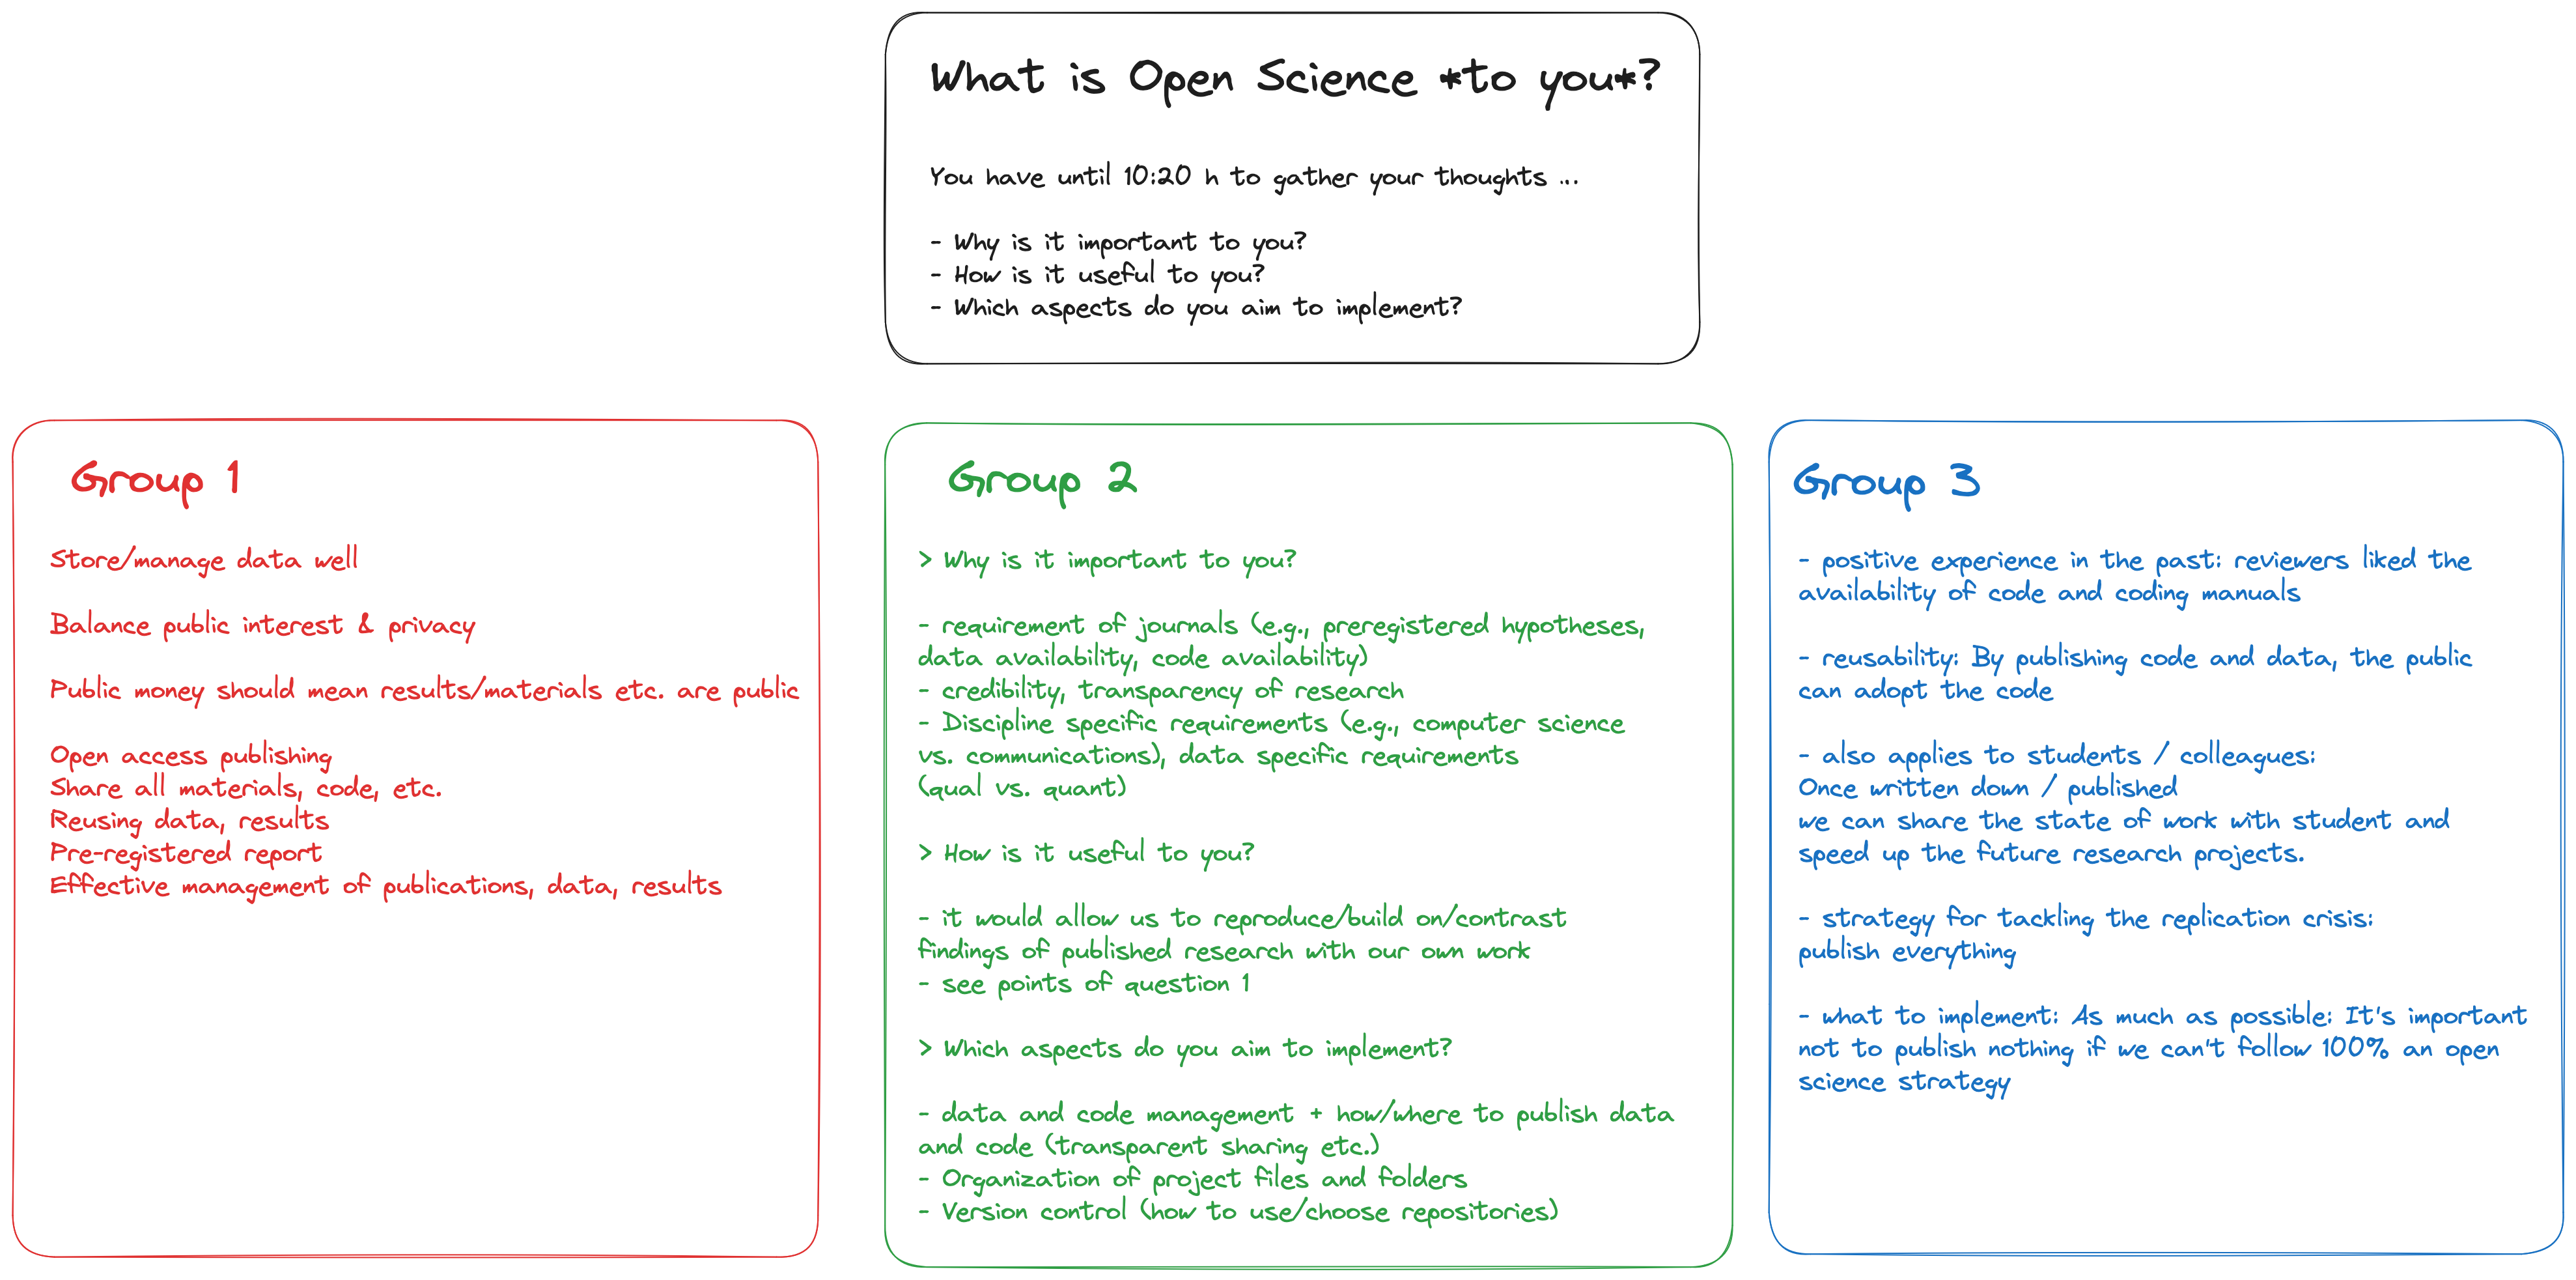 What is Open Science *to you*?
You have until 10:20 h to gather your thoughts ...
- Why is it important to you?
- How is it useful to you?
- Which aspects do you aim to implement?
Group 1
Store/manage data well
Balance public interest & privacy
Public money should mean results/materials etc. are public
Open access publishing
Share all materials, code, etc.
Reusing data, results
Pre-registered report
Effective management of publications, data, results
Group 2
> Why is it important to you?
- requirement of journals (e.g., preregistered hypotheses,
data availability, code availability)
- credibility, transparency of research
- Discipline specific requirements (e.g., computer science
vs. communications), data specific requirements
(qual vs. quant)
> How is it useful to you?
- it would allow us to reproduce/build on/contrast
findings of published research with our own work
- see points of question 1
> Which aspects do you aim to implement?
- data and code management + how/where to publish data
and code (transparent sharing etc.)
- Organization of project files and folders
- Version control (how to use/choose repositories)
Group 3
- positive experience in the past: reviewers liked the
availability of code and coding manuals
- reusability: By publishing code and data, the public
can adopt the code
- also applies to students / colleagues:
Once written down / published
we can share the state of work with student and
speed up the future research projects.
- strategy for tackling the replication crisis:
publish everything
- what to implement: As much as possible: It's important
not to publish nothing if we can't follow 100% an open
science strategy